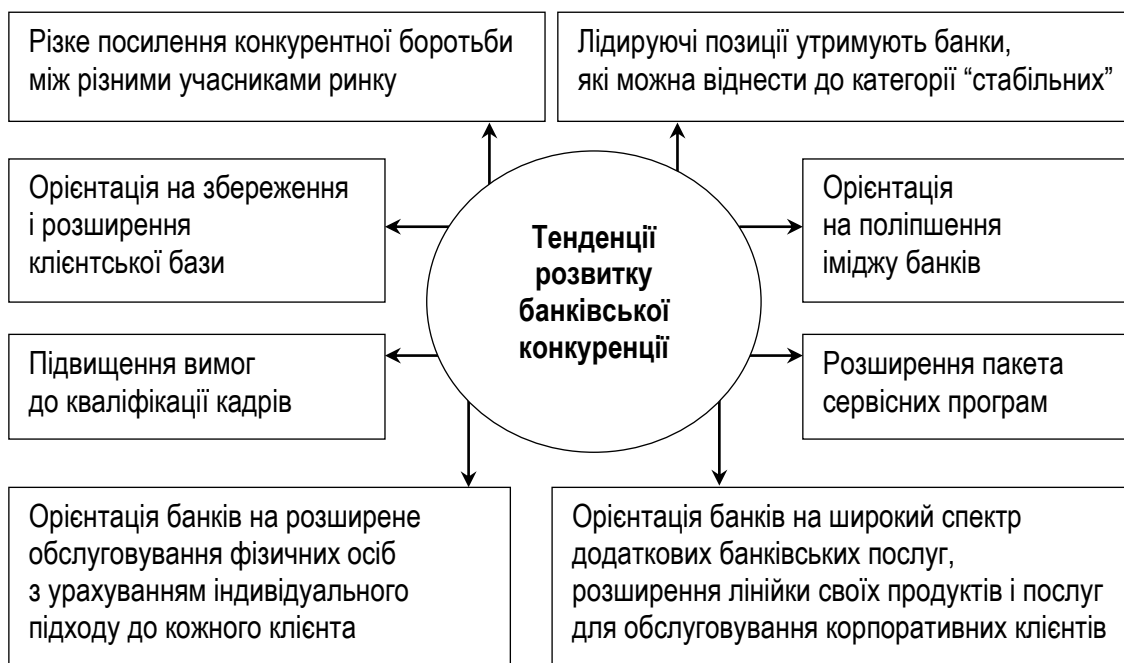 Різке посилення конкурентної боротьби
між різними учасниками ринку
Лідируючі позиції утримують банки,
які можна віднести до категорії “стабільних”
Орієнтація на збереження
і розширення
клієнтської бази
Тенденції
розвитку
банківської
конкуренції
Орієнтація
на поліпшення
іміджу банків
Підвищення вимог
до кваліфікації кадрів
Розширення пакета
сервісних програм
Орієнтація банків на розширене
обслуговування фізичних осіб
з урахуванням індивідуального
підходу до кожного клієнта
Орієнтація банків на широкий спектр
додаткових банківських послуг,
розширення лінійки своїх продуктів і послуг
для обслуговування корпоративних клієнтів